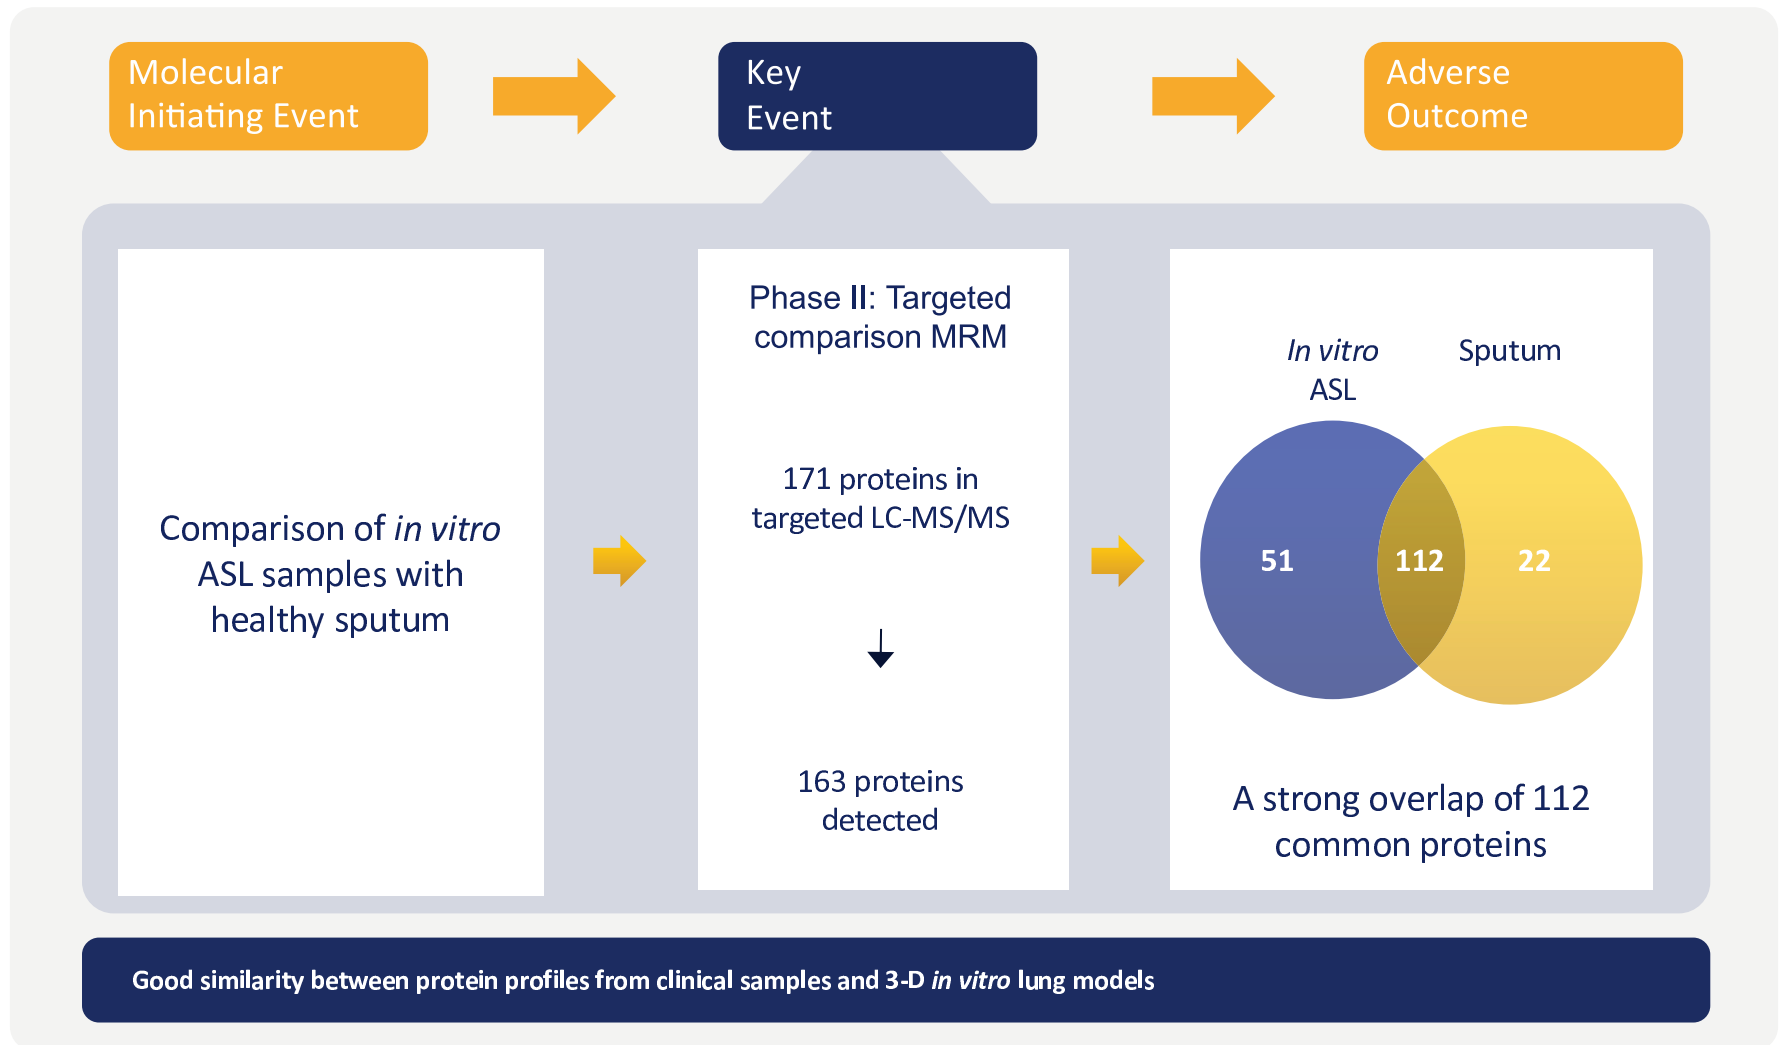 Molecular
Initiating Event
Key
Event
Adverse
Outcome
Comparison of in vitro
ASL samples with
healthy sputum
Phase II: Targeted
comparison MRM
171 proteins in
targeted LC-MS/MS
163 proteins
detected
In vitro
ASL
Sputum
51
112
22
A strong overlap of 112
common proteins
Good similarity between protein profiles from clinical samples and 3-D in vitro lung models